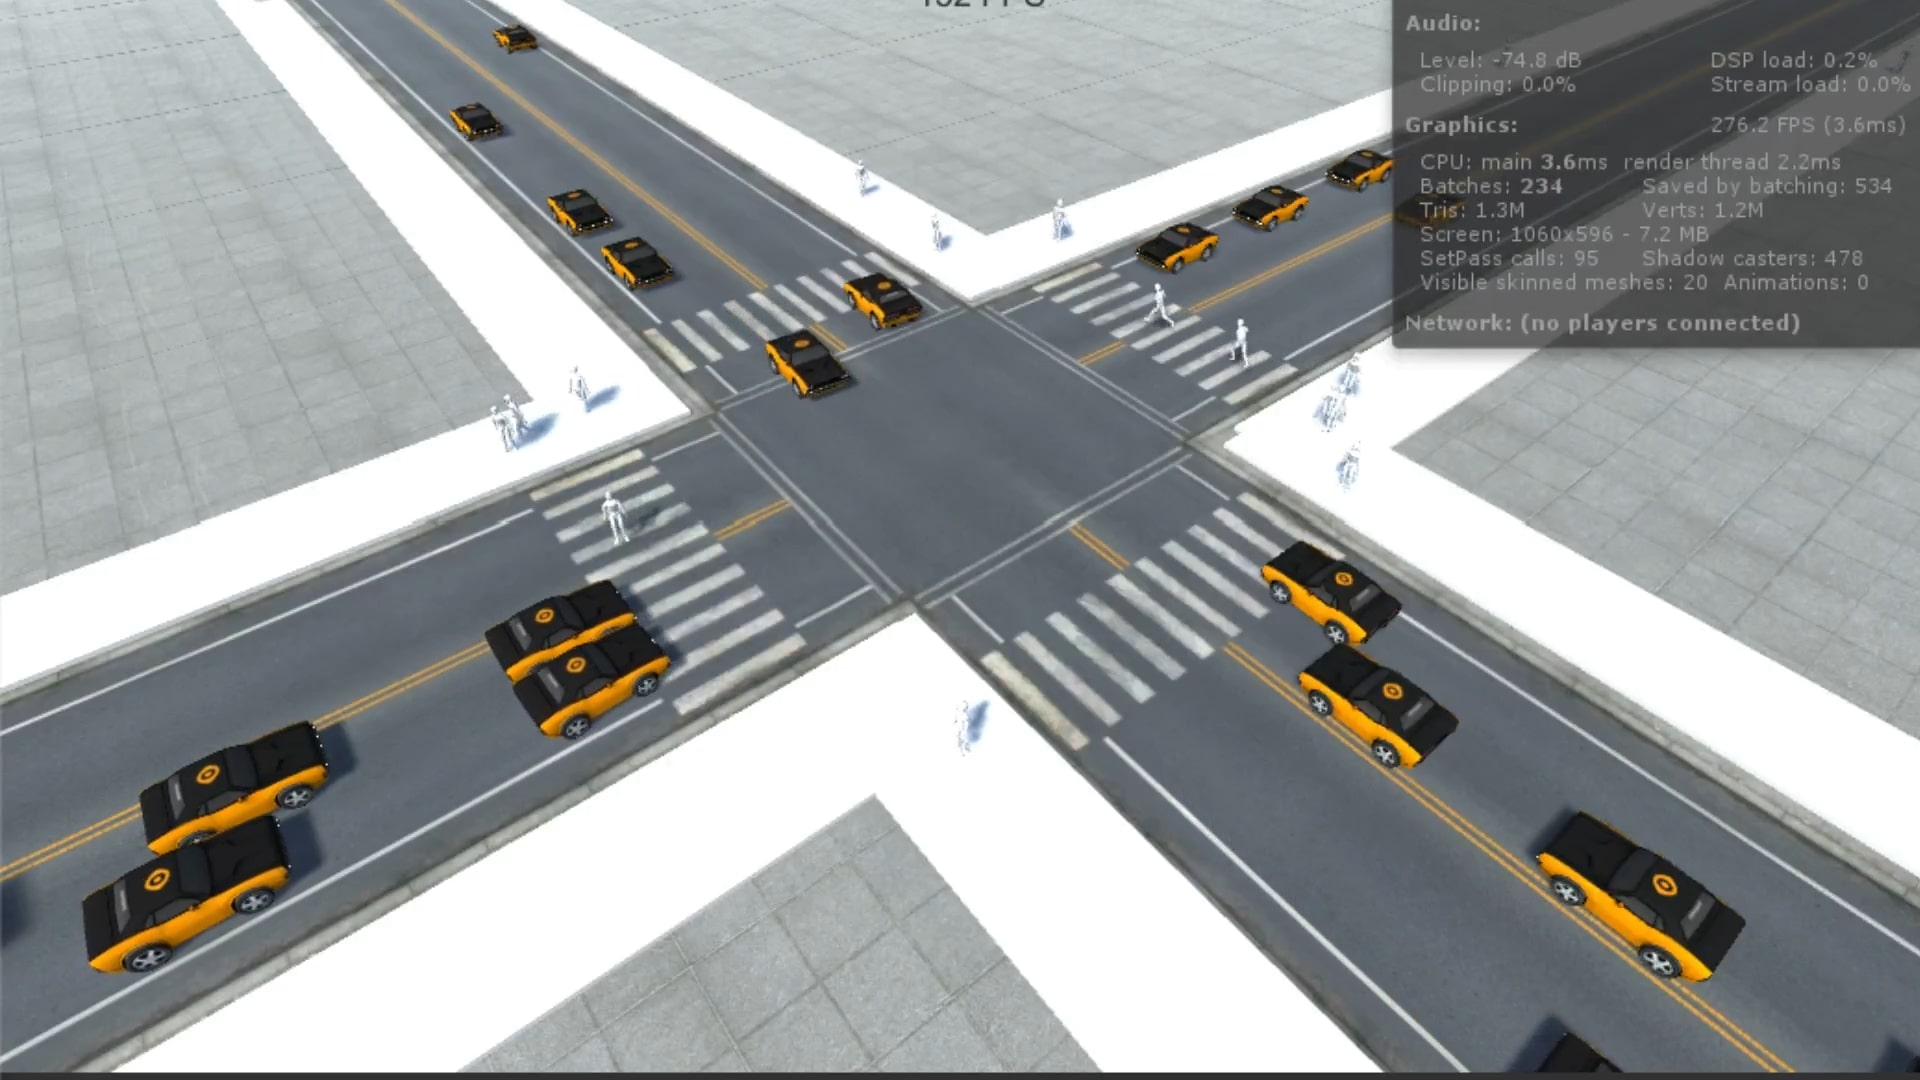 Audio:
Level: -74.8 dB DSP load: 0.2%
Clipping: 0.0% Stream load: 0.0%
Graphics: 276.2 FPS (3.6ms)
CPU: main 3.6ms render thread 2.2ms
Batches: 234 Saved by batching: 534
Tris: 1.3M Verts: 1.2M
Screen: 1060x596 - 7.2 MB
SetPass calls: 95 Shadow casters: 478
Visible skinned meshes: 20 Animations: 0
Network: (no players connected)